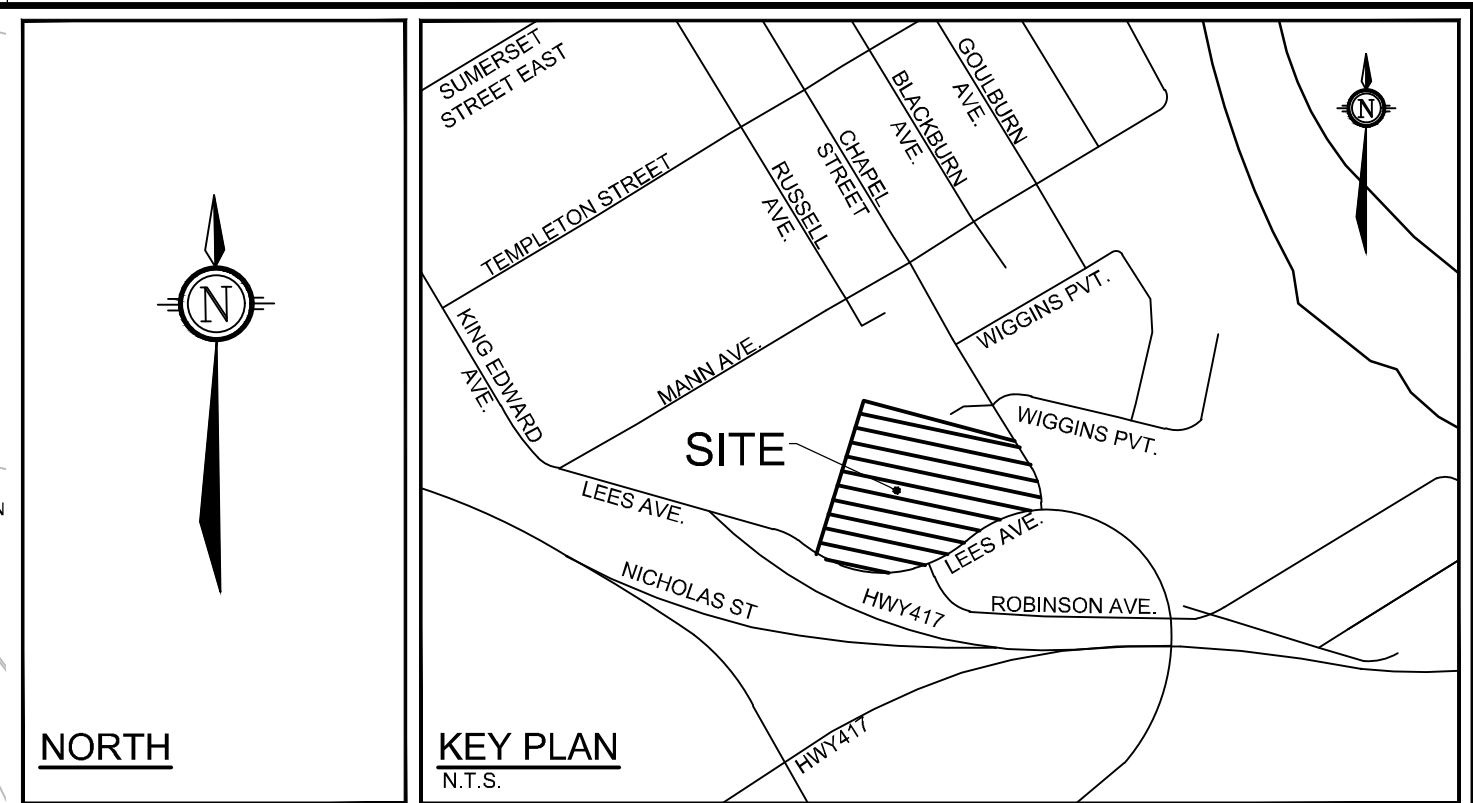 N
NORTH
SUMERSET
STREET EAST
TEMPLETON STREET
RUSSELL
AVE.
CHAPEL
STREET
BLACKBURN
AVE.
GOULBURN
AVE.
N
KING EDWARD
AVE.
MANN AVE.
WIGGINS PVT.
WIGGINS PVT.
SITE
LEES AVE.
LEES AVE.
NICHOLAS ST
HWY417
ROBINSON AVE.
HWY417
KEY PLAN
N.T.S.